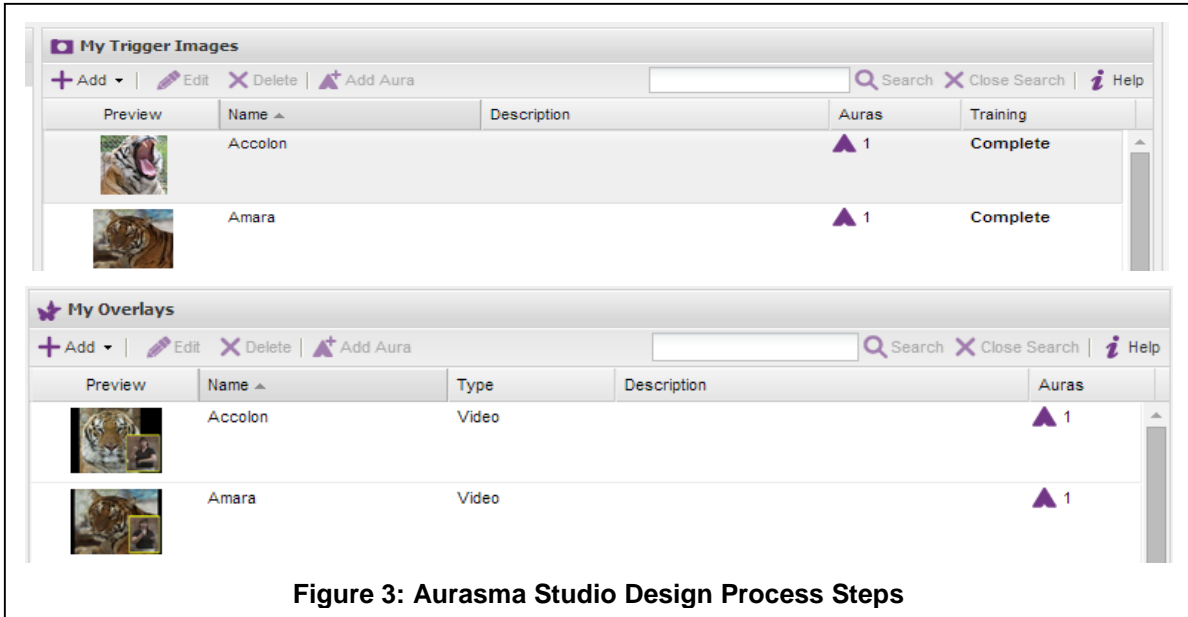 My Trigger Images
Add Edit Delete Add Aura Search Close Search Help
Preview Name Description Auras Training
Accolon 1 Complete
Amara 1 Complete
My Overlays
Add Edit Delete Add Aura Search Close Search Help
Preview Name Type Description Auras
Accolon Video 1
Amara Video 1
Figure 3: Aurasma Studio Design Process Steps